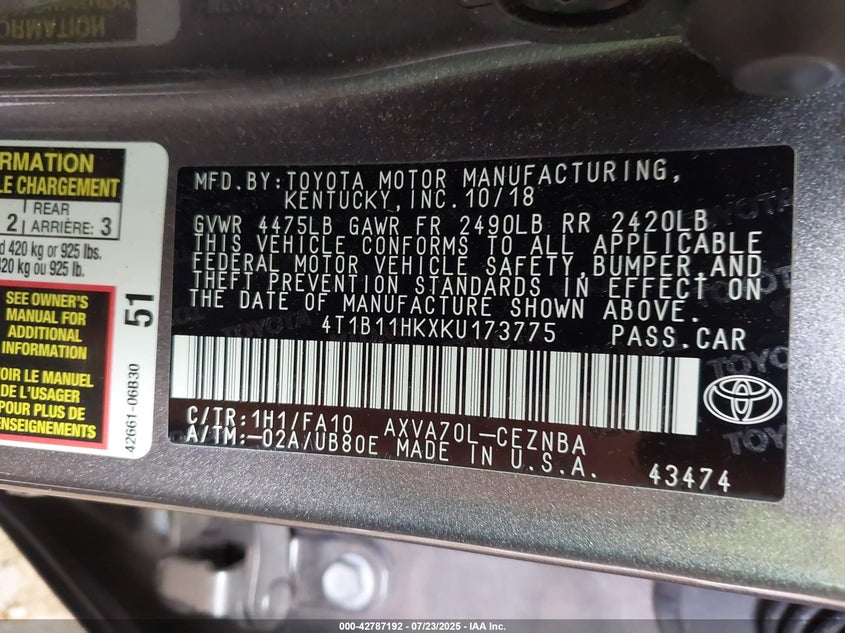 ORMATION
RMATION
LE CHARGEMENT
2 REAR
ARRIÈRE: 3
d 420 kg or 925 lbs.
420 kg ou 925 lb.
SEE OWNER'S
MANUAL FOR
ADDITIONAL
INFORMATION
VOIR LE MANUEL
DE L'USAGER
POUR PLUS DE
RENSEIGNEMENTS
51
42661-06B30
MFD.BY:TOYOTA MOTOR MANUFACTURING,
KENTUCKY,INC.10/18
GVWR 4475LB GAWR FR 2490LB RR 2420LB
THIS VEHICLE CONFORMS TO ALL APPLICABLE
FEDERAL MOTOR VEHICLE SAFETY,BUMPER,AND
THEFT PREVENTION STANDARDS IN EFFECT ON
THE DATE OF MANUFACTURE SHOWN ABOVE.
4T1B11HKXKU173775 PASS.CAR
C/TR:1H1/FA10 AXVA70L-CEZNBA
A/TM:-02A/UB80E MADE IN U.S.A.
43474
TOYOTA
000-42787192 - 07/23/2025 - IAA Inc.